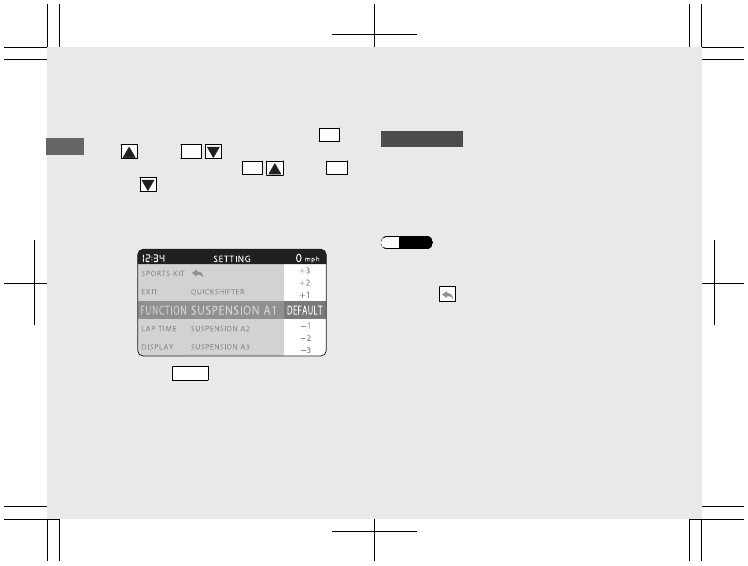 12:34 SETTING 0 mph
SPORTS KIT +3
+2
EXIT QUICKSHIFTER +1
FUNCTION SUSPENSION A1 DEFAULT
LAP TIME SUSPENSION A2 −1
−2
DISPLAY SUSPENSION A3 −3